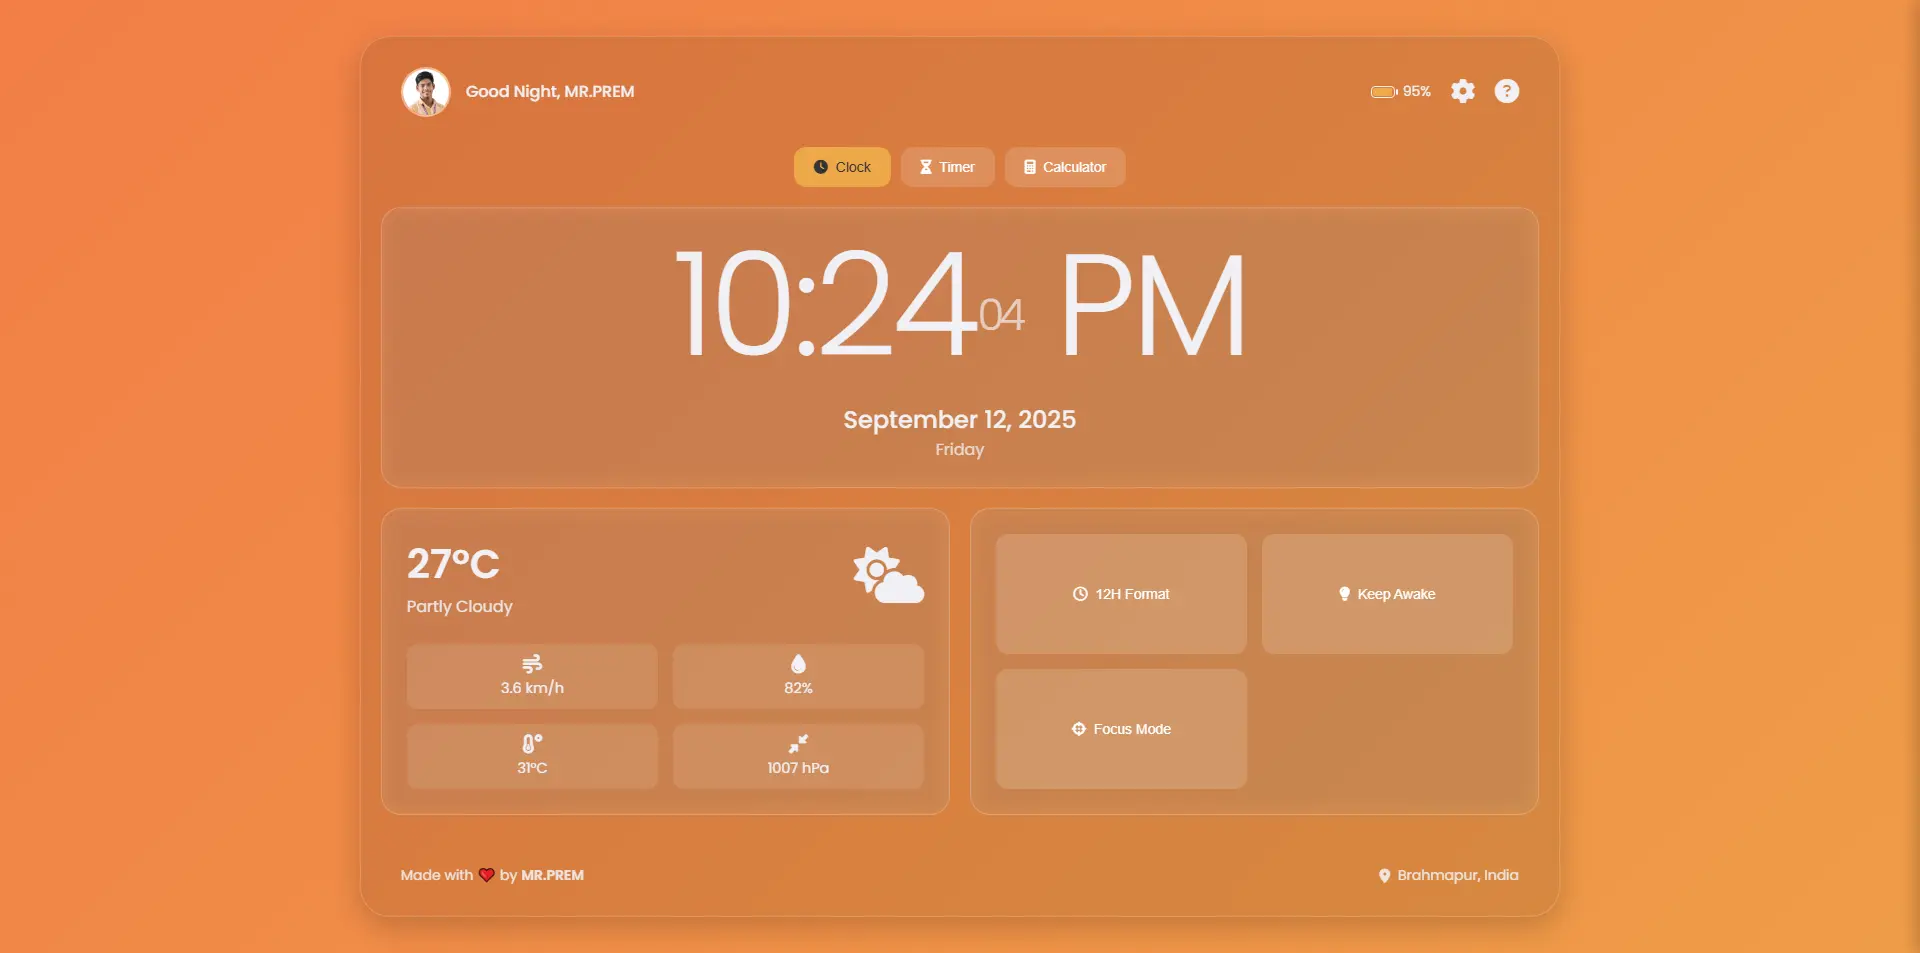 Good Night, MR.PREM
95%
?
Clock
Timer
Calculator
10:24 04 PM
September 12, 2025
Friday
27°C
Partly Cloudy
3.6 km/h
82%
31°C
1007 hPa
12H Format
Keep Awake
Focus Mode
Made with ❤️ by MR.PREM
Brahmapur, India